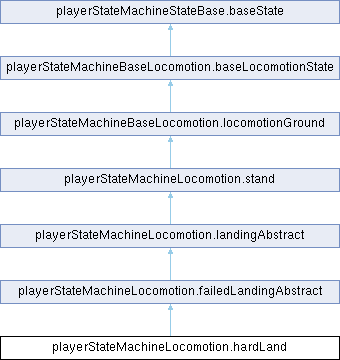 playerStateMachineStateBase.baseState
playerStateMachineBaseLocomotion.baseLocomotionState
playerStateMachineBaseLocomotion.locomotionGround
playerStateMachineLocomotion.stand
playerStateMachineLocomotion.landingAbstract
playerStateMachineLocomotion.failedLandingAbstract
playerStateMachineLocomotion.hardLand